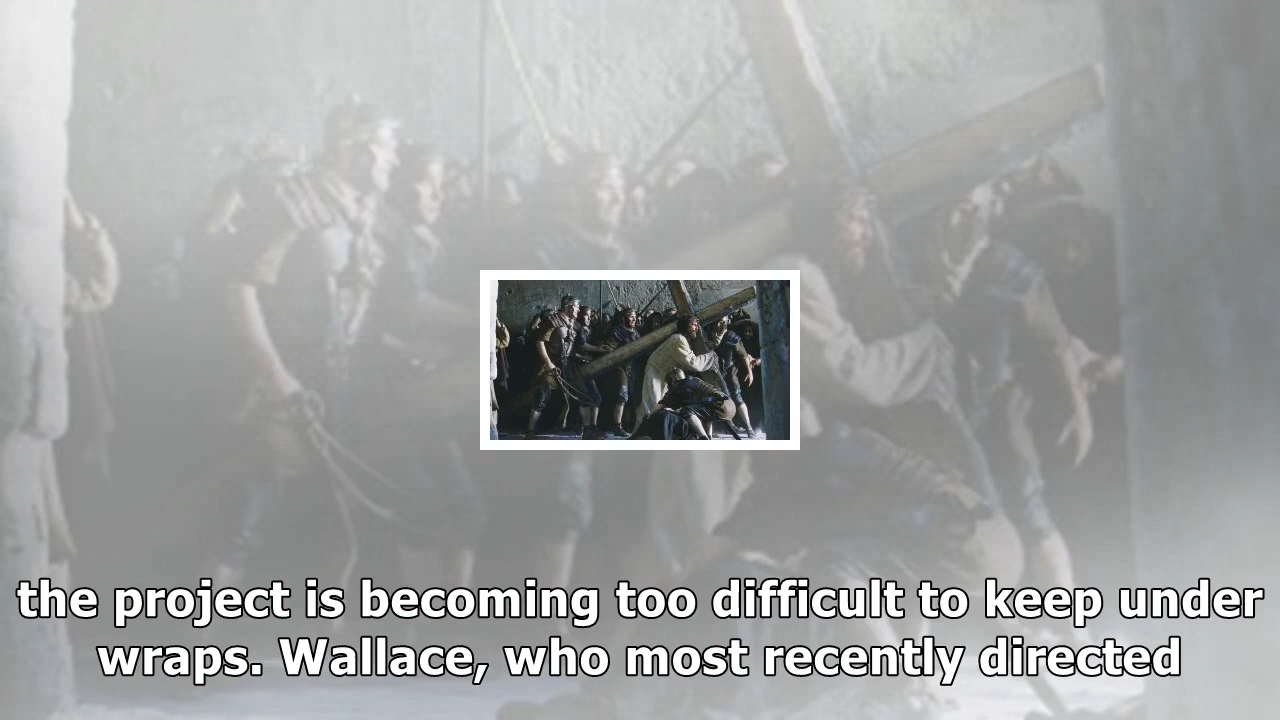 the project is becoming too difficult to keep under
wraps. Wallace, who most recently directed